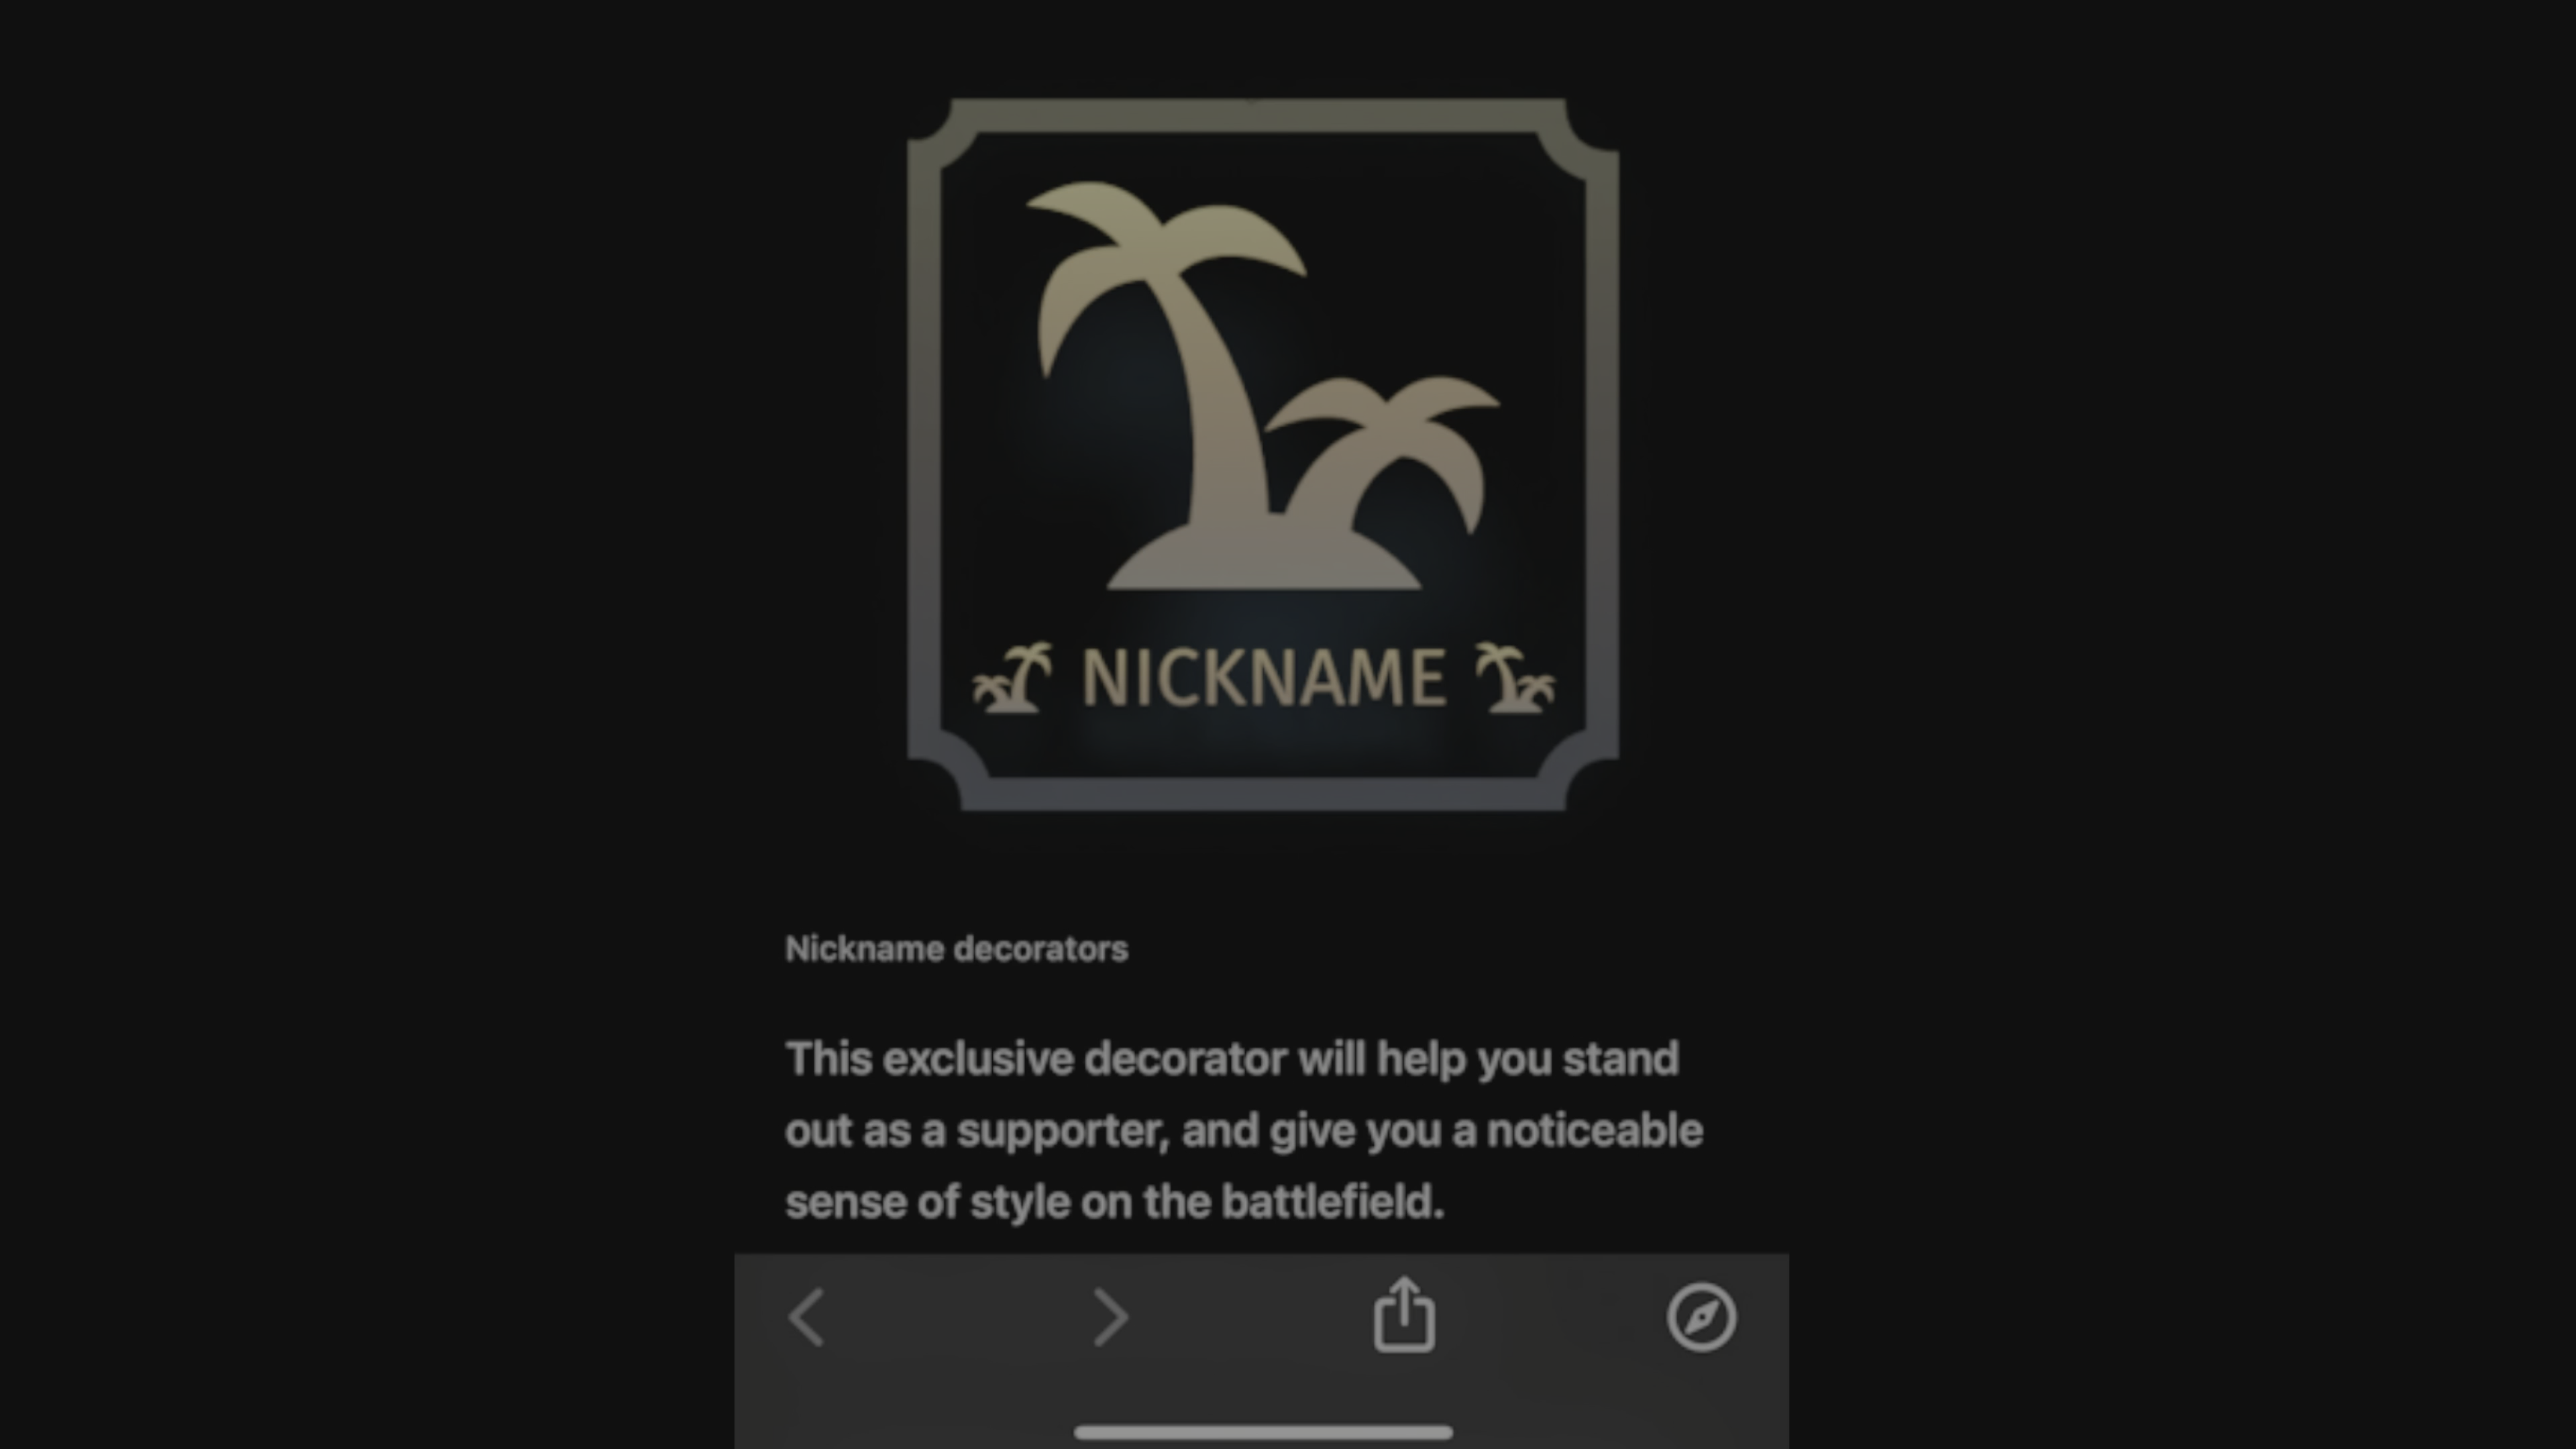 NICKNAME
Nickname decorators
This exclusive decorator will help you stand
out as a supporter, and give you a noticeable
sense of style on the battlefield.